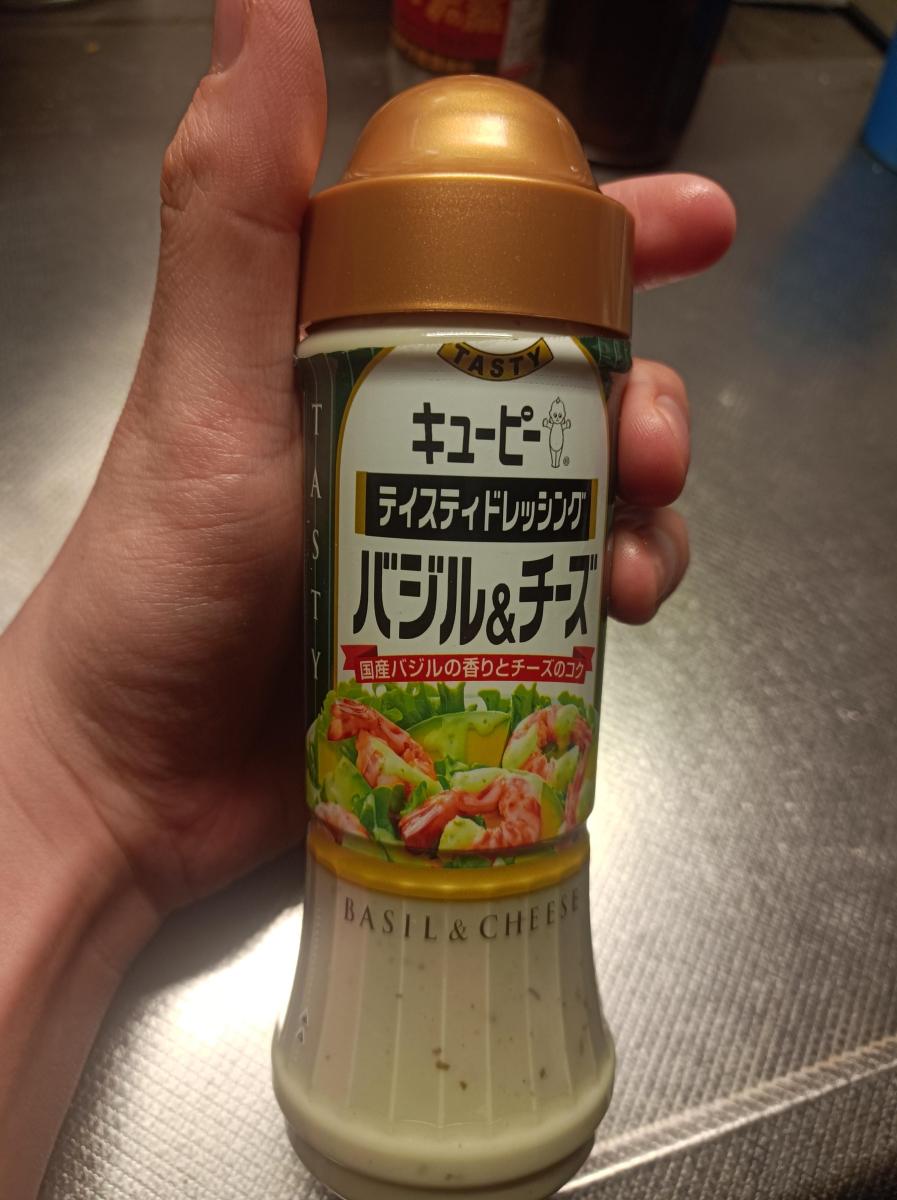 TASTY
キューピー
®
テイスティドレッシング
バジル&チーズ
国産バジルの香りとチーズのコク
BASIL & CHEESE
TASTY